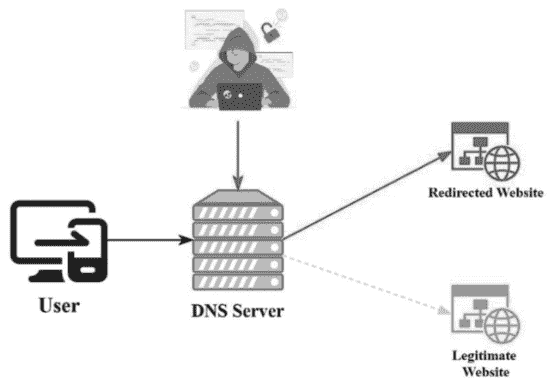 Redirected Website
User
DNS Server
Legitimate
Website